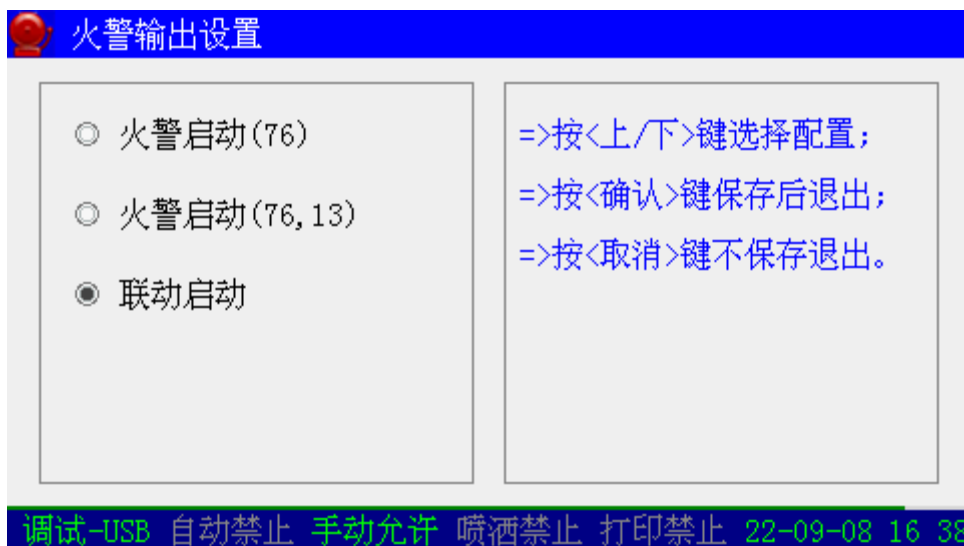 火警输出设置
火警启动(76)
火警启动(76,13)
联动启动
=>按<上/下>键选择配置;
=>按<确认>键保存后退出;
=>按<取消>键不保存退出。
调试-USB 自动禁止 手动允许 喷洒禁止 打印禁止 22-09-08 16 38